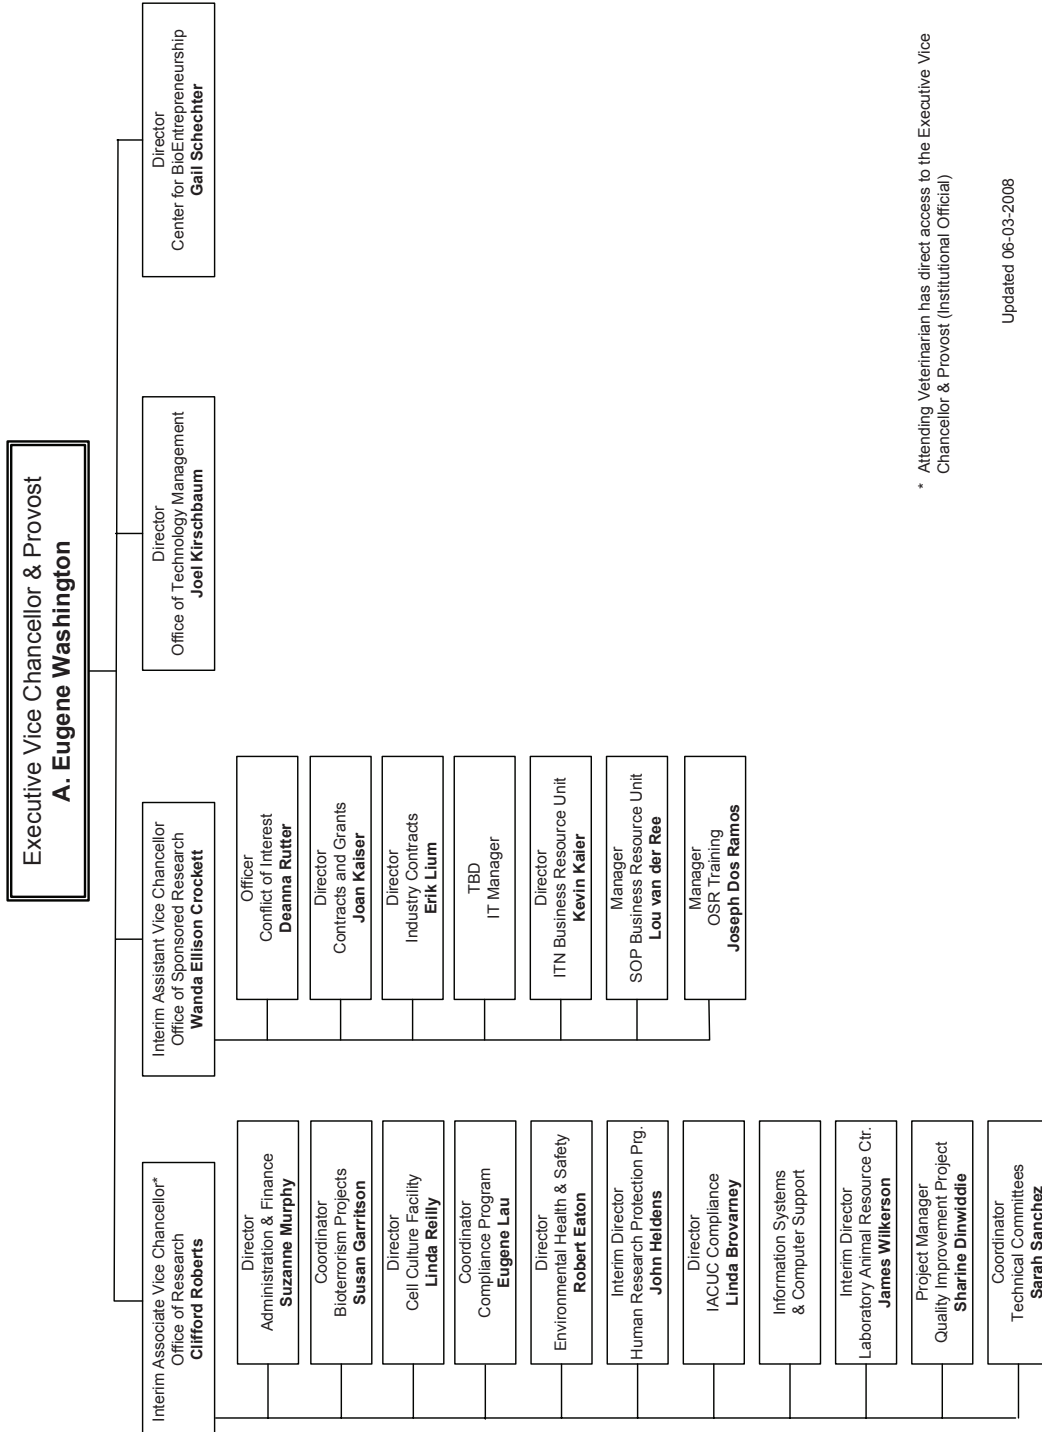 Executive Vice Chancellor & Provost
A. Eugene Washington
Interim Associate Vice Chancellor*
Office of Research
Clifford Roberts
Director
Administration & Finance
Suzanne Murphy
Coordinator
Bioterrorism Projects
Susan Garritson
Director
Cell Culture Facility
Linda Reilly
Coordinator
Compliance Program
Eugene Lau
Director
Environmental Health & Safety
Robert Eaton
Interim Director
Human Research Protection Prg.
John Heldens
Director
IACUC Compliance
Linda Brovarney
Information Systems
& Computer Support
Interim Director
Laboratory Animal Resource Ctr.
James Wilkerson
Project Manager
Quality Improvement Project
Sharine Dinwiddie
Coordinator
Technical Committees
Sarah Sanchez
Interim Assistant Vice Chancellor
Office of Sponsored Research
Wanda Ellison Crockett
Officer
Conflict of Interest
Deanna Rutter
Director
Contracts and Grants
Joan Kaiser
Director
Industry Contracts
Erik Lium
TBD
IT Manager
Director
ITN Business Resource Unit
Kevin Kaier
Manager
SOP Business Resource Unit
Lou van der Ree
Manager
OSR Training
Joseph Dos Ramos
Director
Office of Technology Management
Joel Kirschbaum
Director
Center for BioEntrepreneurship
Gail Schechter
* Attending Veterinarian has direct access to the Executive Vice
Chancellor & Provost (Institutional Official)
Updated 06-03-2008